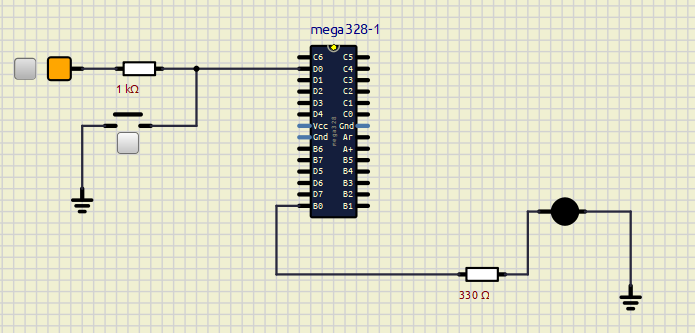 mega328-1
C6 C5
D0 C4
D1 C3
D2 C2
D3 C1
D4 C0
Vcc Gnd
Gnd Ar
B6 A+
B7 B5
D5 B4
D6 B3
D7 B2
B0 B1
mega328
1 kΩ
330 Ω